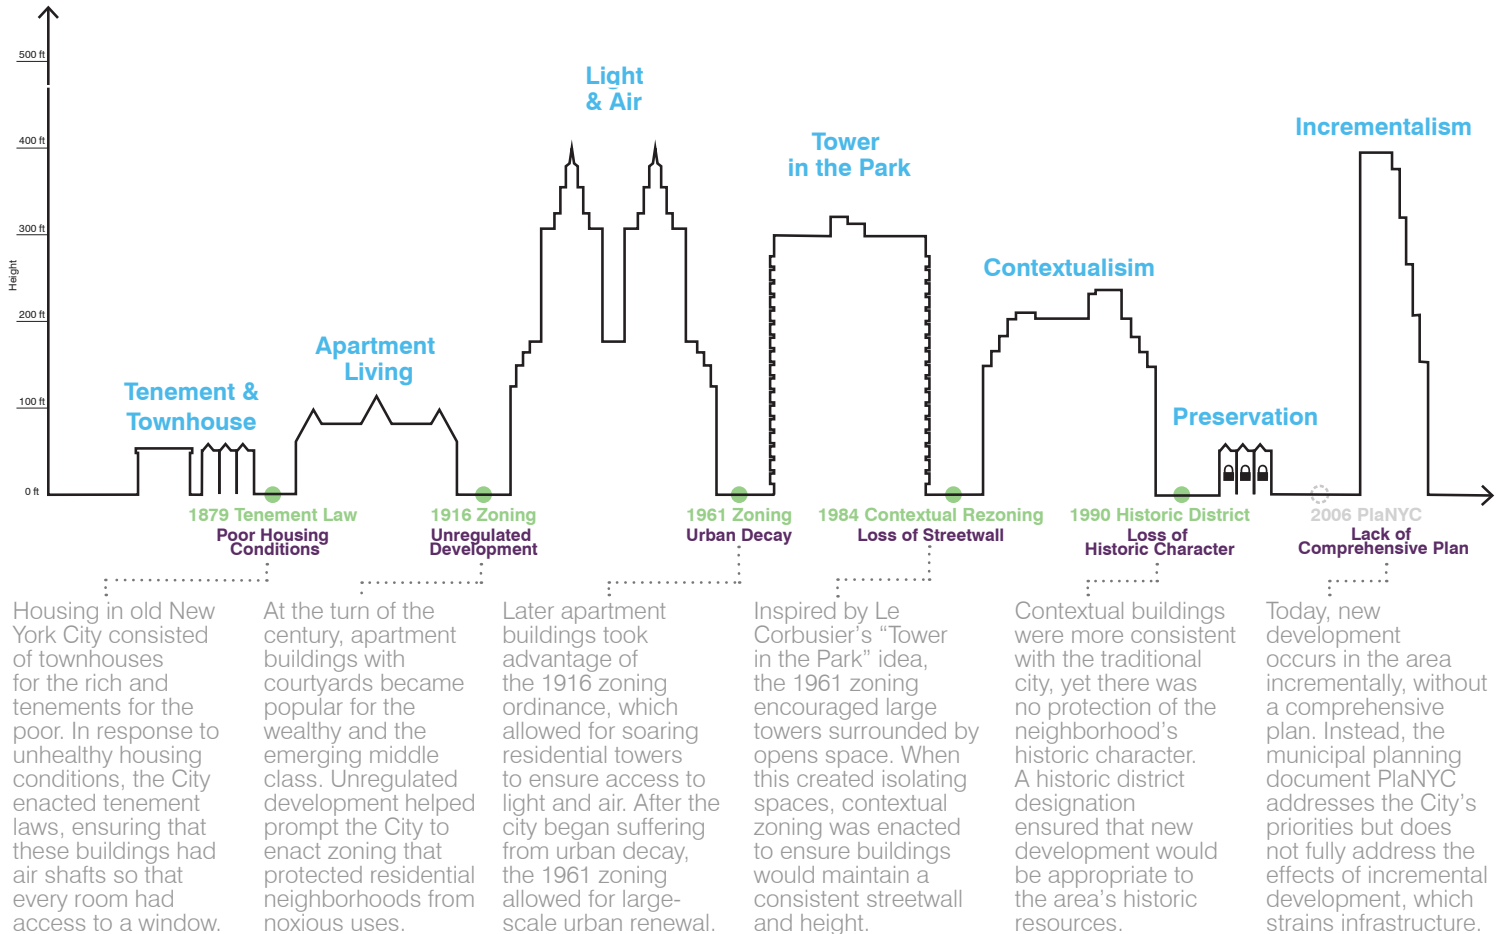 500 ft
400 ft
300 ft
200 ft
100 ft
0 ft
Height
Tenement &
Townhouse
Apartment
Living
Light
& Air
Tower
in the Park
Contextualisim
Preservation
Incrementalism
1879 Tenement Law
Poor Housing
Conditions
1916 Zoning
Unregulated
Development
1961 Zoning
Urban Decay
1984 Contextual Rezoning
Loss of Streetwall
1990 Historic District
Loss of
Historic Character
2006 PlaNYC
Lack of
Comprehensive Plan
Housing in old New
York City consisted
of townhouses
for the rich and
tenements for the
poor. In response to
unhealthy housing
conditions, the City
enacted tenement
laws, ensuring that
these buildings had
air shafts so that
every room had
access to a window.
At the turn of the
century, apartment
buildings with
courtyards became
popular for the
wealthy and the
emerging middle
class. Unregulated
development helped
prompt the City to
enact zoning that
protected residential
neighborhoods from
noxious uses.
Later apartment
buildings took
advantage of
the 1916 zoning
ordinance, which
allowed for soaring
residential towers
to ensure access to
light and air. After the
city began suffering
from urban decay,
the 1961 zoning
allowed for large-
scale urban renewal.
Inspired by Le
Corbusier’s “Tower
in the Park” idea,
the 1961 zoning
encouraged large
towers surrounded by
opens space. When
this created isolating
spaces, contextual
zoning was enacted
to ensure buildings
would maintain a
consistent streetwall
and height.
Contextual buildings
were more consistent
with the traditional
city, yet there was
no protection of the
neighborhood’s
historic character.
A historic district
designation
ensured that new
development would
be appropriate to
the area’s historic
resources.
Today, new
development
occurs in the area
incrementally, without
a comprehensive
plan. Instead, the
municipal planning
document PlaNYC
addresses the City’s
priorities but does
not fully address the
effects of incremental
development, which
strains infrastructure.